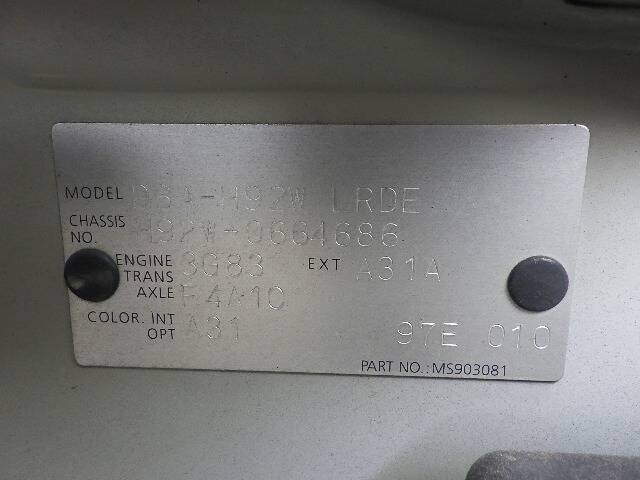 MODEL DBA-H92W LRDE
CHASSIS NO. H92W-0664686
ENGINE 3G83 EXT A31A
TRANS AXLE F4A1C
COLOR. INT A31
OPT 97E 010
PART NO.:MS903081